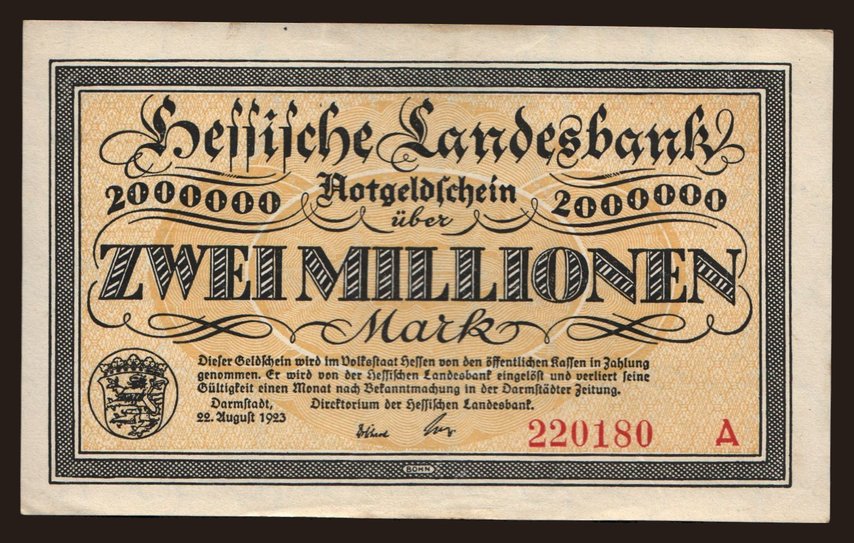 Hessische Landesbank
2000000 Notgeldschein 2000000
über
ZWEI MILLIONEN
Mark
Dieser Geldschein wird im Volksstaat Hessen von den öffentlichen Kassen in Zahlung
genommen. Er wird von der Hessischen Landesbank eingelöst und verliert seine
Gültigkeit einen Monat nach Bekanntmachung in der Darmstädter Zeitung.
Darmstadt, Direktorium der Hessischen Landesbank.
22. August 1923
220180 A
BOHN